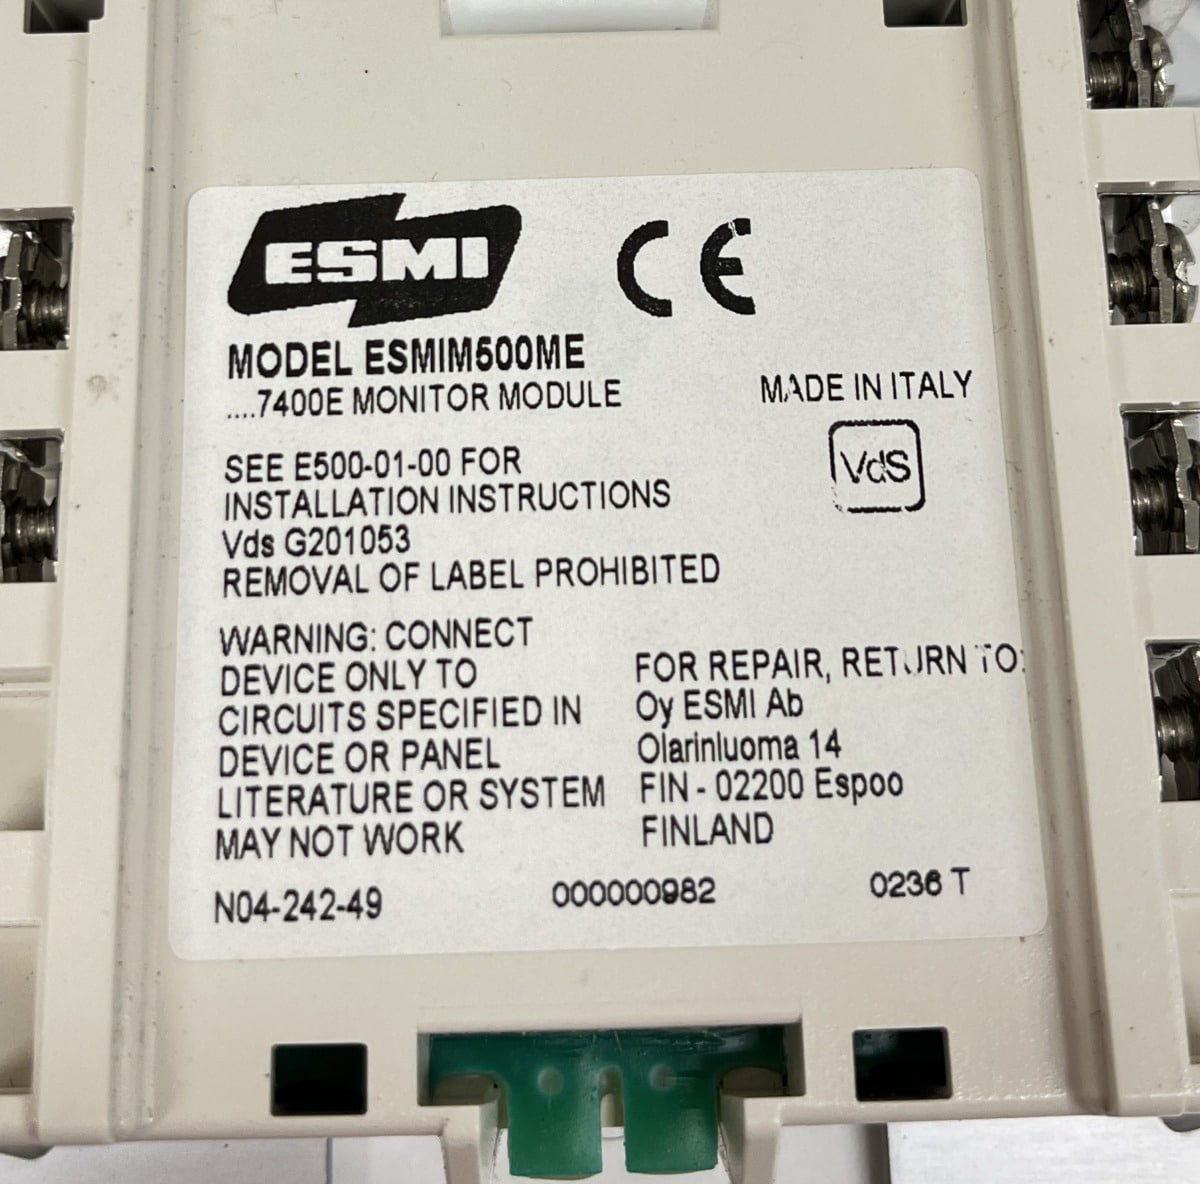 ESMI
CE
MODEL ESMIM500ME
....7400E MONITOR MODULE
MADE IN ITALY
VdS
SEE E500-01-00 FOR
INSTALLATION INSTRUCTIONS
Vds G201053
REMOVAL OF LABEL PROHIBITED
WARNING: CONNECT
DEVICE ONLY TO
CIRCUITS SPECIFIED IN
DEVICE OR PANEL
LITERATURE OR SYSTEM
MAY NOT WORK
FOR REPAIR, RETURN TO:
Oy ESMI Ab
Olarinluoma 14
FIN - 02200 Espoo
FINLAND
N04-242-49
000000982
0236 T